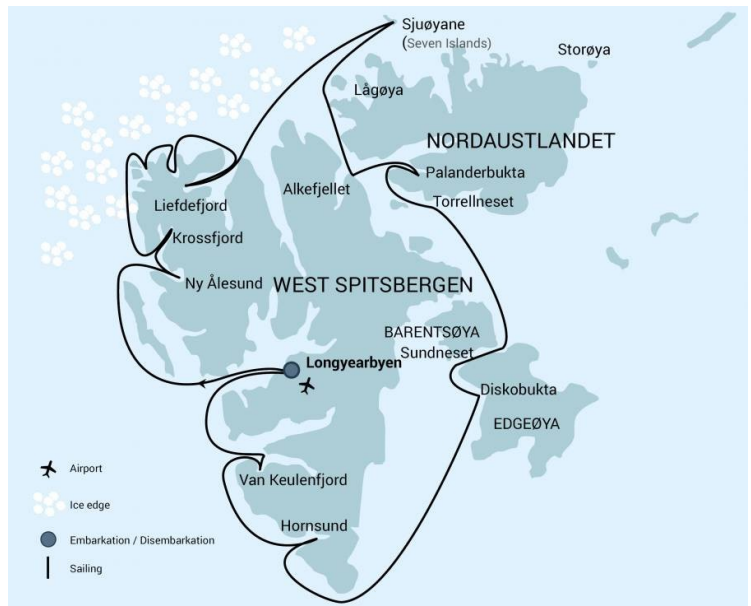 Sjuøyane
(Seven Islands)
Storøya
Lågøya
NORDAUSTLANDET
Palanderbukta
Alkefjellet
Torrellneset
Liefdefjord
Krossfjord
Ny Ålesund
WEST SPITSBERGEN
BARENTSØYA
Sundneset
Longyearbyen
Diskobukta
EDGEØYA
Van Keulenfjord
Hornsund
Airport
Ice edge
Embarkation / Disembarkation
Sailing